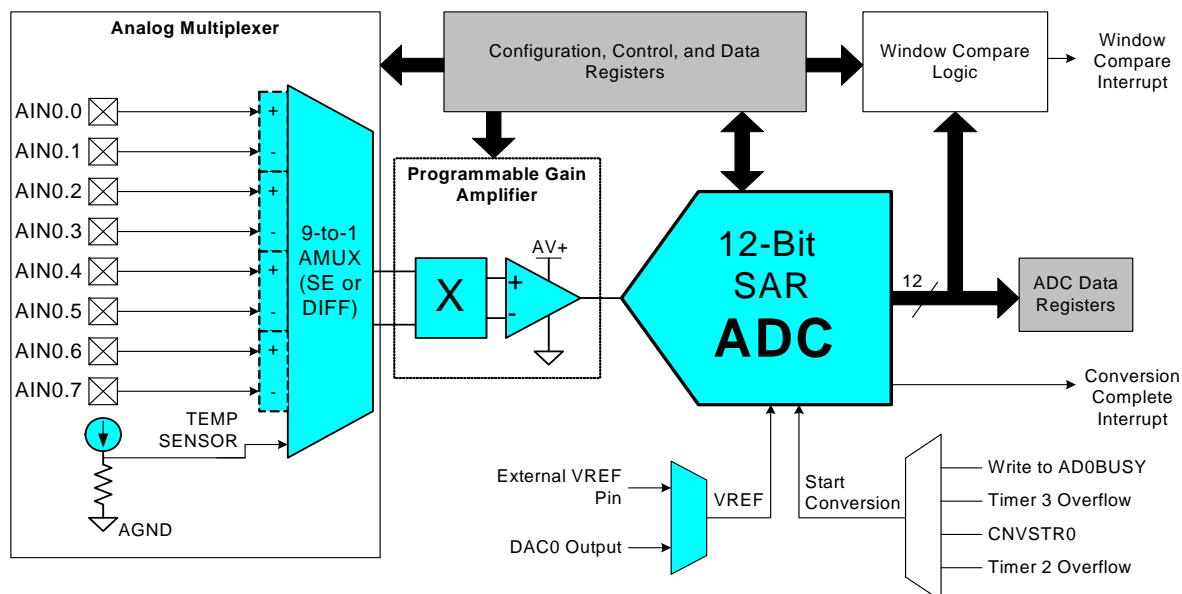 Analog Multiplexer
AIN0.0
AIN0.1
AIN0.2
AIN0.3
AIN0.4
AIN0.5
AIN0.6
AIN0.7
+
-
+
-
+
-
+
-
9-to-1
AMUX
(SE or
DIFF)
TEMP
SENSOR
AGND
Configuration, Control, and Data
Registers
Window Compare
Logic
Window
Compare
Interrupt
Programmable Gain
Amplifier
X
+
-
AV+
12-Bit
SAR
ADC
12
ADC Data
Registers
Conversion
Complete
Interrupt
External VREF
Pin
DAC0 Output
VREF
Start
Conversion
Write to AD0BUSY
Timer 3 Overflow
CNVSTR0
Timer 2 Overflow